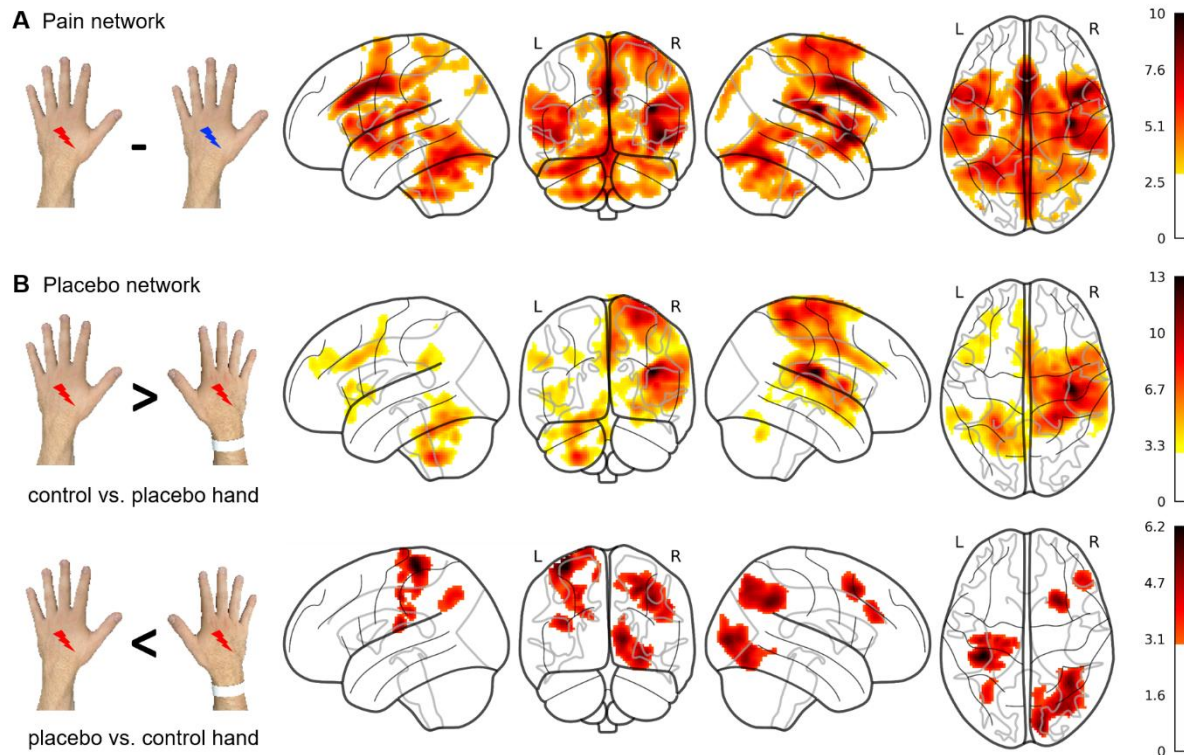 A Pain network
L R
L R
10
7.6
5.1
2.5
0
-
B Placebo network
L R
L R
13
10
6.7
3.3
0
>
control vs. placebo hand
L R
L R
6.2
4.7
3.1
1.6
0
<
placebo vs. control hand